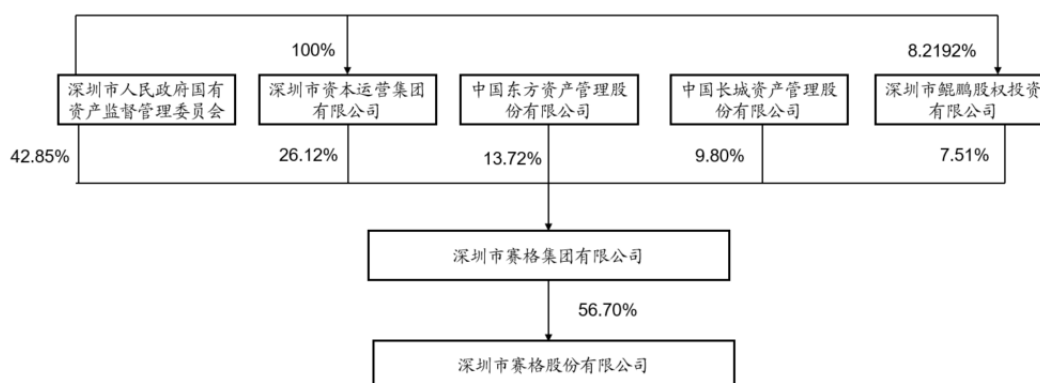 100%
8.2192%
深圳市人民政府国有
资产监督管理委员会
深圳市资本运营集团
有限公司
中国东方资产管理股
份有限公司
中国长城资产管理股
份有限公司
深圳市鲲鹏股权投资
有限公司
42.85%
26.12%
13.72%
9.80%
7.51%
深圳市赛格集团有限公司
56.70%
深圳市赛格股份有限公司